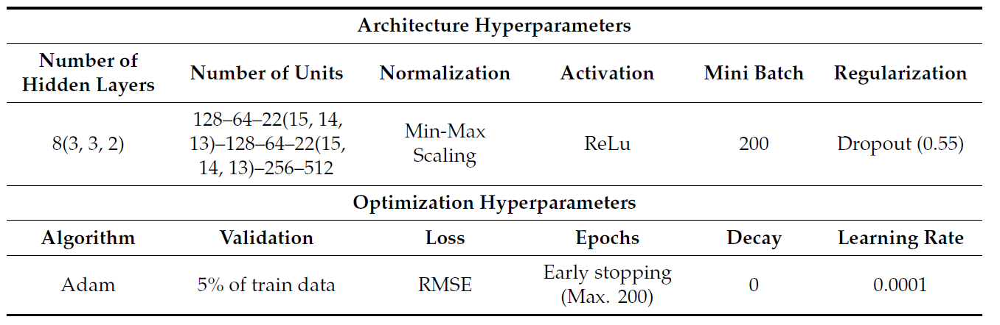 Architecture Hyperparameters
Number of
Hidden Layers
Number of Units
Normalization
Activation
Mini Batch
Regularization
8(3, 3, 2)
128–64–22(15, 14,
13)–128–64–22(15,
14, 13)–256–512
Min-Max
Scaling
ReLu
200
Dropout (0.55)
Optimization Hyperparameters
Algorithm
Validation
Loss
Epochs
Decay
Learning Rate
Adam
5% of train data
RMSE
Early stopping
(Max. 200)
0
0.0001